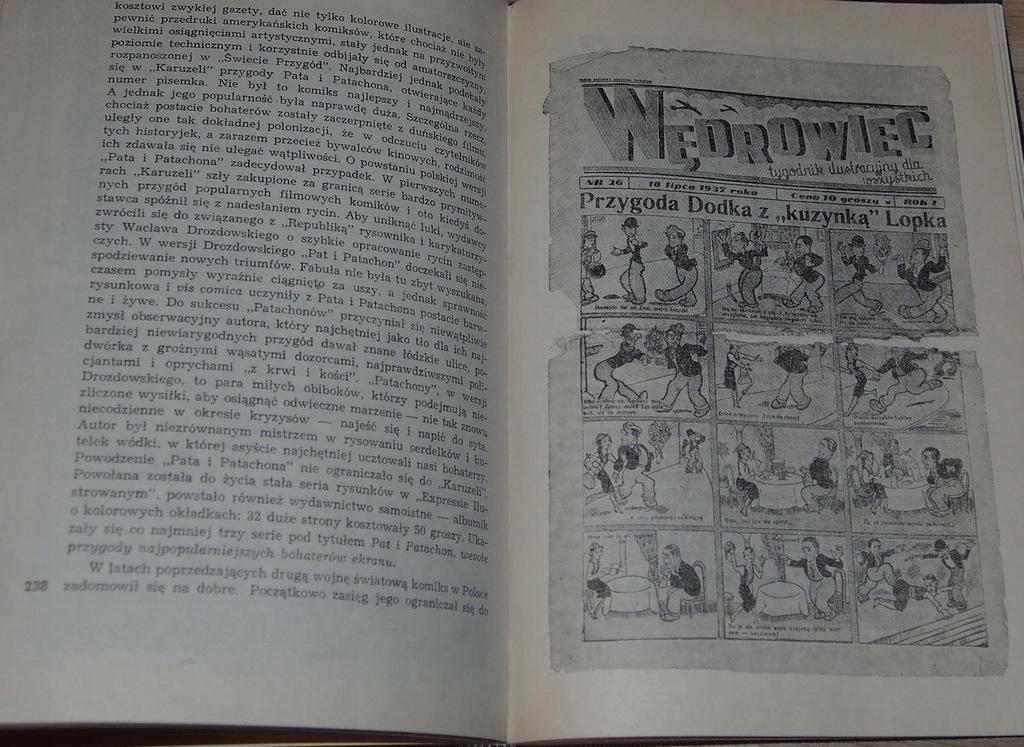 kosztowi zwykłej gazety, dać nie tylko kolorowe ilustracje, ale za-
pewnić przedruki amerykańskich komiksów, które chociaż nie były
wielkimi osiągnięciami artystycznymi, stały jednak na przyzwoitym
poziomie technicznym i korzystnie odbijały się od amatorszczyzny,
rozpanoszonej w „Świecie Przygód”. Najbardziej jednak podobały
się w „Karuzeli” przygody Pata i Patachona, otwierające każdy
numer pisemka. Nie był to komiks najlepszy i najmądrzejszy.
A jednak jego popularność była naprawdę duża. Szczególna rzecz,
chociaż postacie bohaterów zostały zaczerpnięte z duńskiego filmu,
uległy one tak dokładnej polonizacji, że w odczuciu czytelników
tych historyjek, a zarazem przecież bywalców kinowych, rodzimość
ich zdawała się nie ulegać wątpliwości. O powstaniu polskiej wersji
„Pata i Patachona” zadecydował przypadek. W pierwszych nume-
rach „Karuzeli” szły zakupione za granicą serie bardzo prymityw-
nych przygód popularnych filmowych komików i oto kiedyś do-
stawca spóźnił się z nadesłaniem rycin. Aby uniknąć luki, wydawcy
zwrócili się do związanego z „Republiką” rysownika i karykaturzy-
sty Wacława Drozdowskiego o szybkie opracowanie rycin zastęp-
czych. W wersji Drozdowskiego „Pat i Patachon” doczekali się nie-
spodziewanie nowych triumfów. Fabuła nie była tu zbyt wyszukana,
czasem pomysły wyraźnie ciągnięto za uszy, a jednak sprawność
rysunkowa i vis comica uczyniły z Pata i Patachona postacie barw-
ne i żywe. Do sukcesu „Patachonów” przyczyniał się niewątpliwie
zmysł obserwacyjny autora, który najchętniej jako tło dla ich naj-
bardziej niewiarygodnych przygód dawał znane łódzkie ulice, po-
dwórka z groźnymi wąsatymi dozorcami, najprawdziwszymi poli-
cjantami i oprychami „z krwi i kości”. „Patachony”, w wersji
Drozdowskiego, to para miłych obiboków, którzy podejmują nie-
zliczone wysiłki, aby osiągnąć odwieczne marzenie — nie tak znowu
niecodzienne w okresie kryzysów — najeść się i napić do syta.
Autor był niezrównanym mistrzem w rysowaniu serdelków i bu-
telek wódki, w której asyście najchętniej ucztowali nasi bohaterzy.
Powodzenie „Pata i Patachona” nie ograniczało się do „Karuzeli”.
Powołana została do życia stała seria rysunków w „Expressie Ilu-
strowanym”, powstało również wydawnictwo samoistne — albumik
o kolorowych okładkach: 32 duże strony kosztowały 50 groszy. Uka-
zały się co najmniej trzy serie pod tytułem Pat i Patachon, wesołe
przygody najpopularniejszych bohaterów ekranu.
W latach poprzedzających drugą wojnę światową komiks w Polsce
238 zadomowił się na dobre. Początkowo zasięg jego ograniczał się do
WĘDROWIEC
tygodnik ilustracyjny dla
wszystkich
NR 26 18 lipca 1937 roku Cena 10 groszy ROK I
Przygoda Dodka z „kuzynką” Lopka